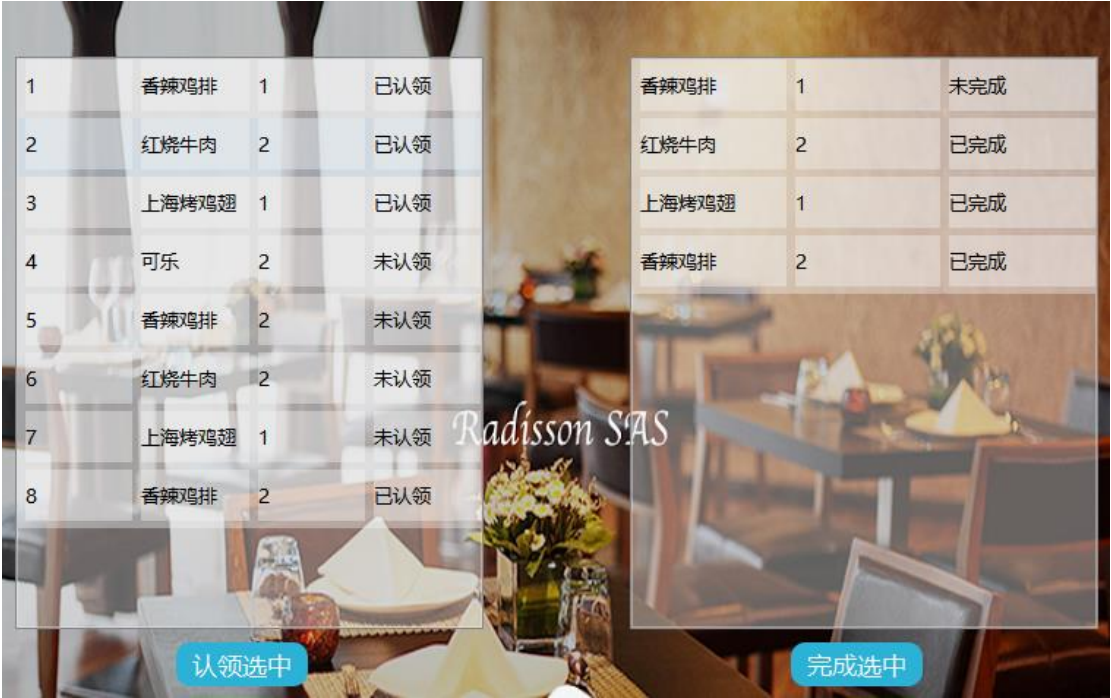 1 香辣鸡排 1 已认领
2 红烧牛肉 2 已认领
3 上海烤鸡翅 1 已认领
4 可乐 2 未认领
5 香辣鸡排 2 未认领
6 红烧牛肉 2 未认领
7 上海烤鸡翅 1 未认领
8 香辣鸡排 2 已认领
认领选中
香辣鸡排 1 未完成
红烧牛肉 2 已完成
上海烤鸡翅 1 已完成
香辣鸡排 2 已完成
完成选中
Radisson SAS